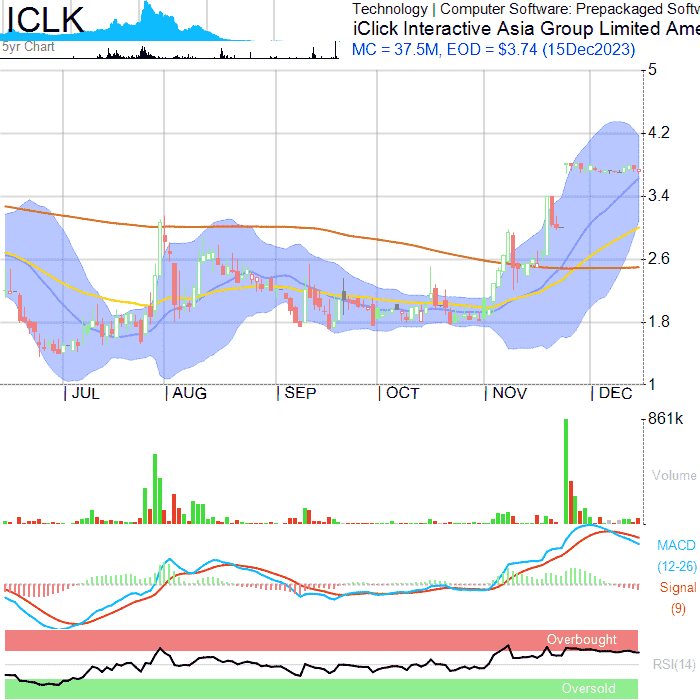 ICLK
5yr Chart
Technology | Computer Software: Prepackaged Softw
iClick Interactive Asia Group Limited Ame
MC = 37.5M, EOD = $3.74 (15Dec2023)
5
4.2
3.4
2.6
1.8
1
JUL AUG SEP OCT NOV DEC
861k
Volume
MACD
(12-26)
Signal
(9)
Overbought
RSI(14)
Oversold